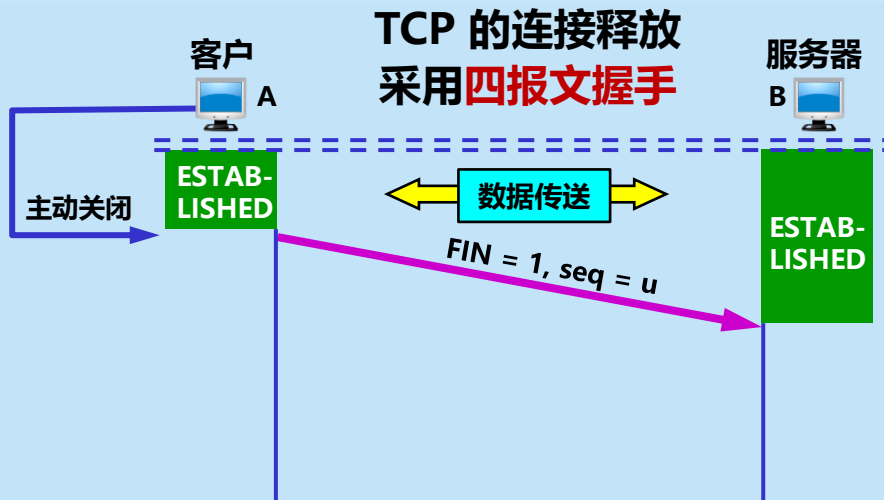 TCP 的连接释放
采用四报文握手
客户
服务器
A
B
ESTAB-
LISHED
数据传送
主动关闭
ESTAB-
LISHED
FIN = 1, seq = u